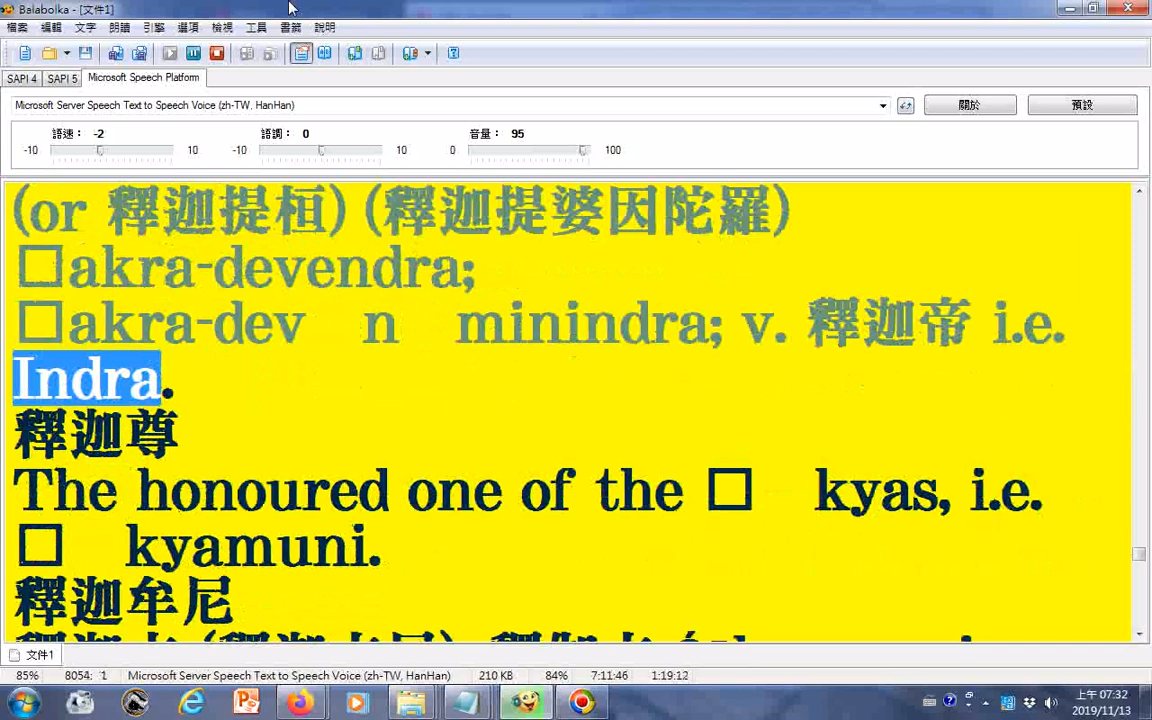 Balabolka - [文件1]
檔案 編輯 文字 朗讀 引擎 選項 檢視 工具 書籤 說明
SAPI 4 SAPI 5 Microsoft Speech Platform
Microsoft Server Speech Text to Speech Voice (zh-TW, HanHan) 關於 預設
語速： -2 語調： 0 音量： 95
-10 10 -10 10 0 100
(or 釋迦提桓) (釋迦提婆因陀羅)
□akra-devendra;
□akra-dev n minindra; v. 釋迦帝 i.e.
Indra.
釋迦尊
The honoured one of the □ kyas, i.e.
□ kyamuni.
釋迦牟尼
文件1
85% 8054: 1 Microsoft Server Speech Text to Speech Voice (zh-TW, HanHan) 210 KB 84% 7:11:46 1:19:12
上午 07:32
2019/11/13